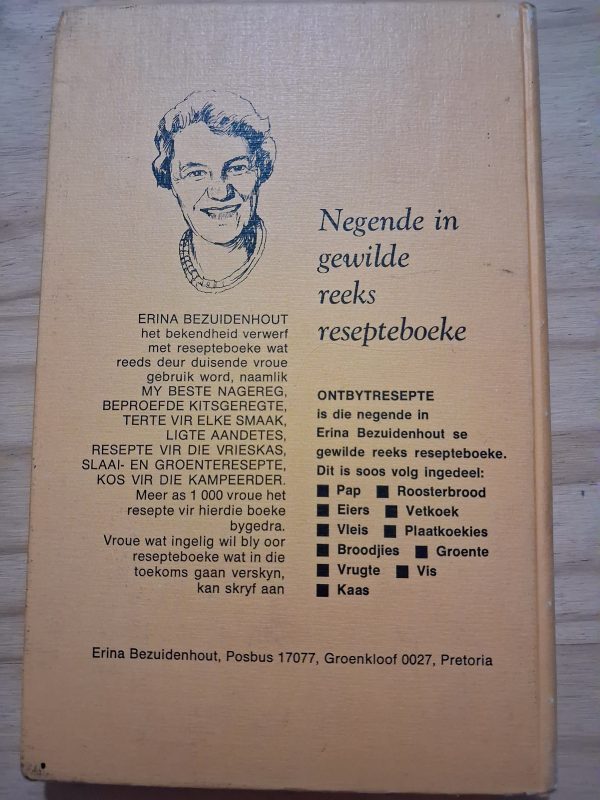 ERINA BEZUIDENHOUT
het bekendheid verwerf
met resepteboeke wat
reeds deur duisende vroue
gebruik word, naamlik
MY BESTE NAGEREG,
BEPROEFDE KITSGEREGTE,
TERTE VIR ELKE SMAAK,
LIGTE AANDETES,
RESEPTE VIR DIE VRIESKAS,
SLAAI- EN GROENTERESEPTE,
KOS VIR DIE KAMPEERDER.
Meer as 1 000 vroue het
resepte vir hierdie boeke
bygedra.
Vroue wat ingelig wil bly oor
resepteboeke wat in die
toekoms gaan verskyn,
kan skryf aan
Negende in
gewilde
reeks
resepteboeke
ONTBYTRESEPTE
is die negende in
Erina Bezuidenhout se
gewilde reeks resepteboeke.
Dit is soos volg ingedeel:
■ Pap ■ Roosterbrood
■ Eiers ■ Vetkoek
■ Vleis ■ Plaatkoekies
■ Broodjies ■ Groente
■ Vrugte ■ Vis
■ Kaas
Erina Bezuidenhout, Posbus 17077, Groenkloof 0027, Pretoria